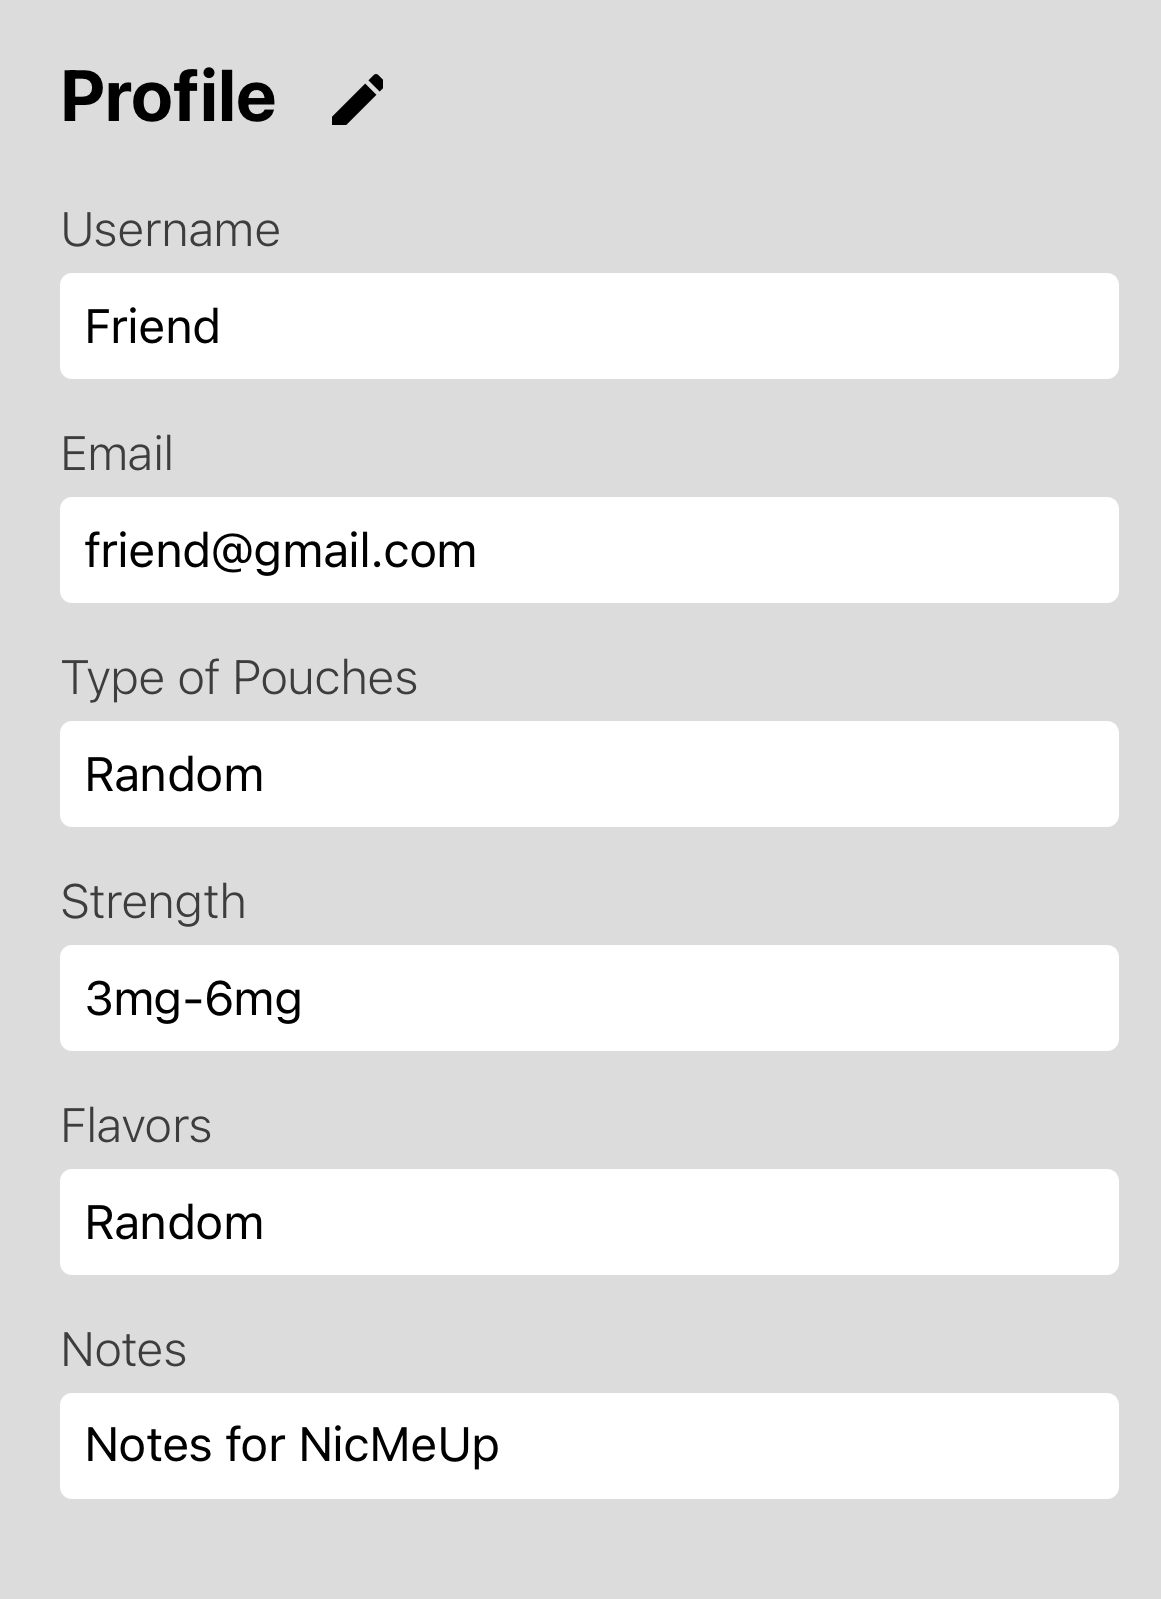 Profile
Username
Friend
Email
friend@gmail.com
Type of Pouches
Random
Strength
3mg-6mg
Flavors
Random
Notes
Notes for NicMeUp